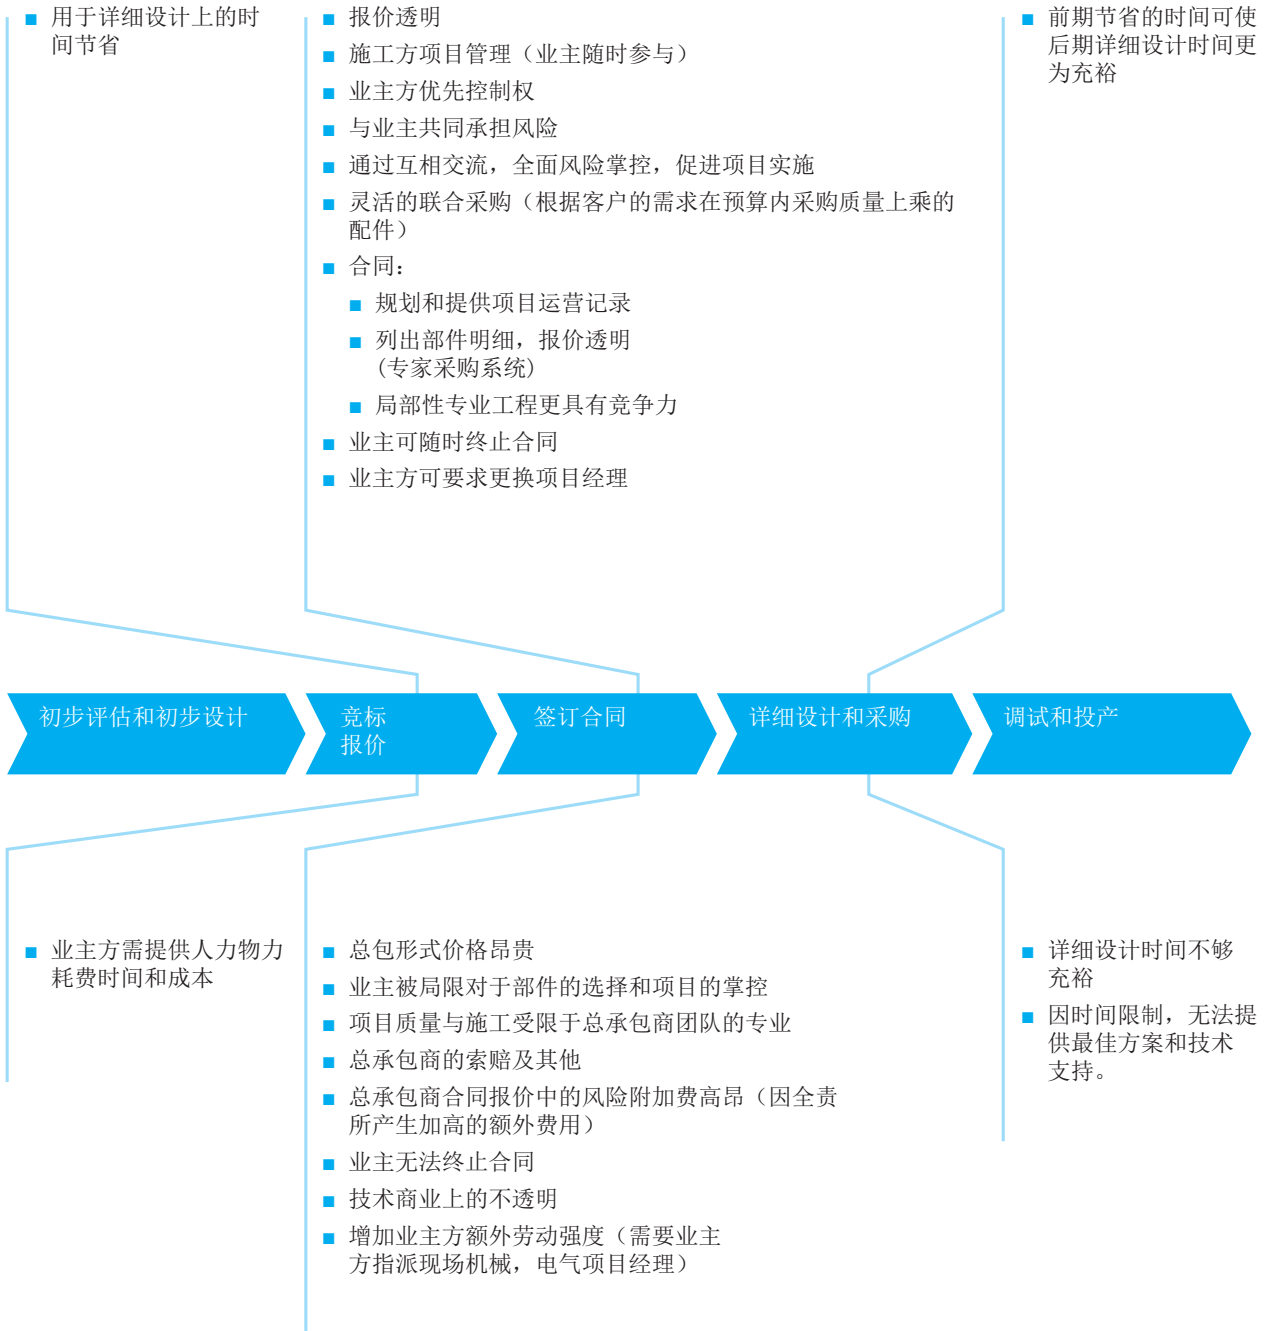 用于详细设计上的时
间节省
报价透明
施工方项目管理（业主随时参与）
业主方优先控制权
与业主共同承担风险
通过互相交流，全面风险掌控，促进项目实施
灵活的联合采购（根据客户的需求在预算内采购质量上乘的
配件）
合同：
规划和提供项目运营记录
列出部件明细，报价透明
(专家采购系统)
局部性专业工程更具有竞争力
业主可随时终止合同
业主方可要求更换项目经理
前期节省的时间可使
后期详细设计时间更
为充裕
初步评估和初步设计
竞标
报价
签订合同
详细设计和采购
调试和投产
业主方需提供人力物力
耗费时间和成本
总包形式价格昂贵
业主被局限对于部件的选择和项目的掌控
项目质量与施工受限于总承包商团队的专业
总承包商的索赔及其他
总承包商合同报价中的风险附加费高昂（因全责
所产生加高的额外费用）
业主无法终止合同
技术商业上的不透明
增加业主方额外劳动强度（需要业主
方指派现场机械，电气项目经理）
详细设计时间不够
充裕
因时间限制，无法提
供最佳方案和技术
支持。